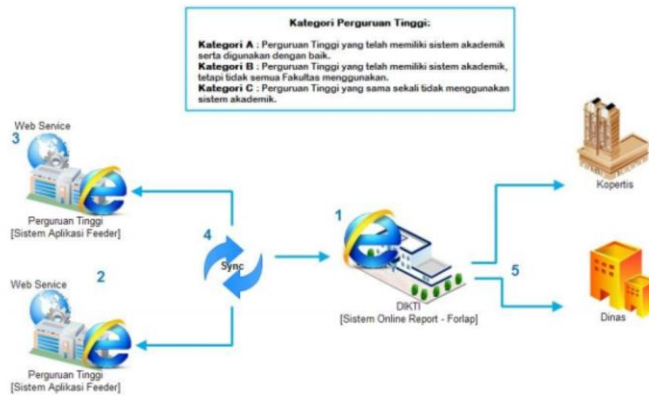 Kategori Perguruan Tinggi:
Kategori A : Perguruan Tinggi yang telah memiliki sistem akademik
serta digunakan dengan baik.
Kategori B : Perguruan Tinggi yang telah memiliki sistem akademik,
tetapi tidak semua Fakultas menggunakan.
Kategori C : Perguruan Tinggi yang sama sekali tidak menggunakan
sistem akademik.
Web Service
3
Perguruan Tinggi
[Sistem Aplikasi Feeder]
4
Sync
2
Web Service
Perguruan Tinggi
[Sistem Aplikasi Feeder]
1
DIKTI
[Sistem Online Report - Forlap]
5
Kopertis
Dinas